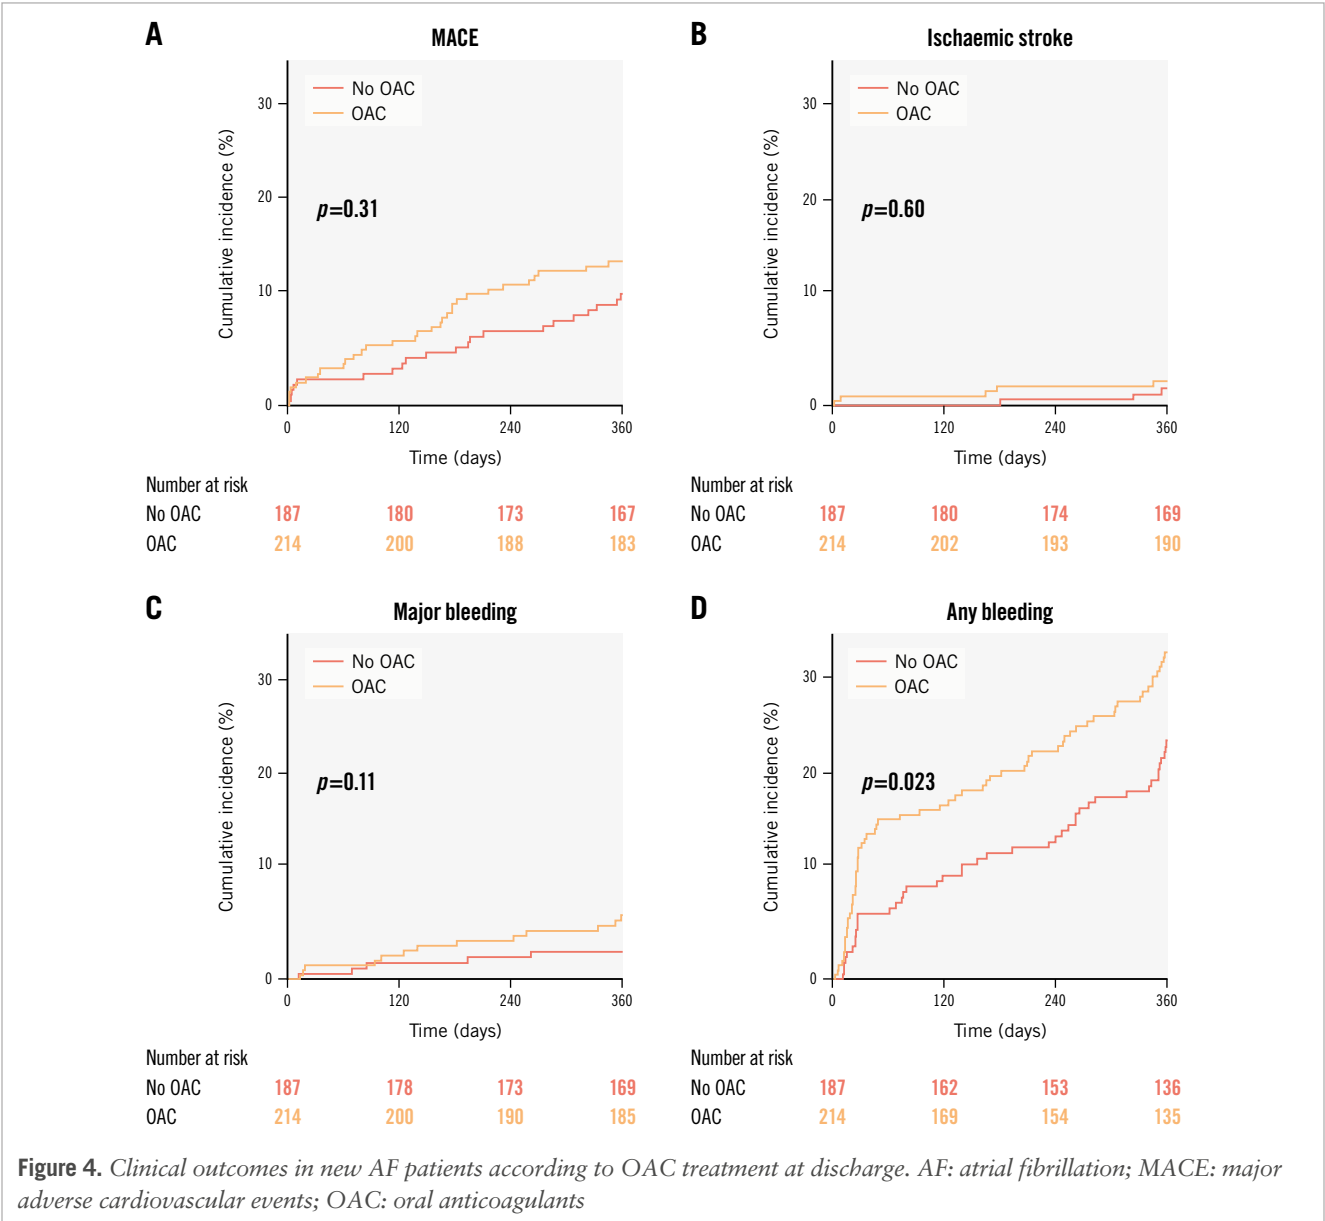 A
MACE
No OAC
OAC
p=0.31
Cumulative incidence (%)
30
20
10
0
0 120 240 360
Time (days)
Number at risk
No OAC 187 180 173 167
OAC 214 200 188 183
B
Ischaemic stroke
No OAC
OAC
p=0.60
Cumulative incidence (%)
30
20
10
0
0 120 240 360
Time (days)
Number at risk
No OAC 187 180 174 169
OAC 214 202 193 190
C
Major bleeding
No OAC
OAC
p=0.11
Cumulative incidence (%)
30
20
10
0
0 120 240 360
Time (days)
Number at risk
No OAC 187 178 173 169
OAC 214 200 190 185
D
Any bleeding
No OAC
OAC
p=0.023
Cumulative incidence (%)
30
20
10
0
0 120 240 360
Time (days)
Number at risk
No OAC 187 162 153 136
OAC 214 169 154 135
Figure 4. Clinical outcomes in new AF patients according to OAC treatment at discharge. AF: atrial fibrillation; MACE: major
adverse cardiovascular events; OAC: oral anticoagulants